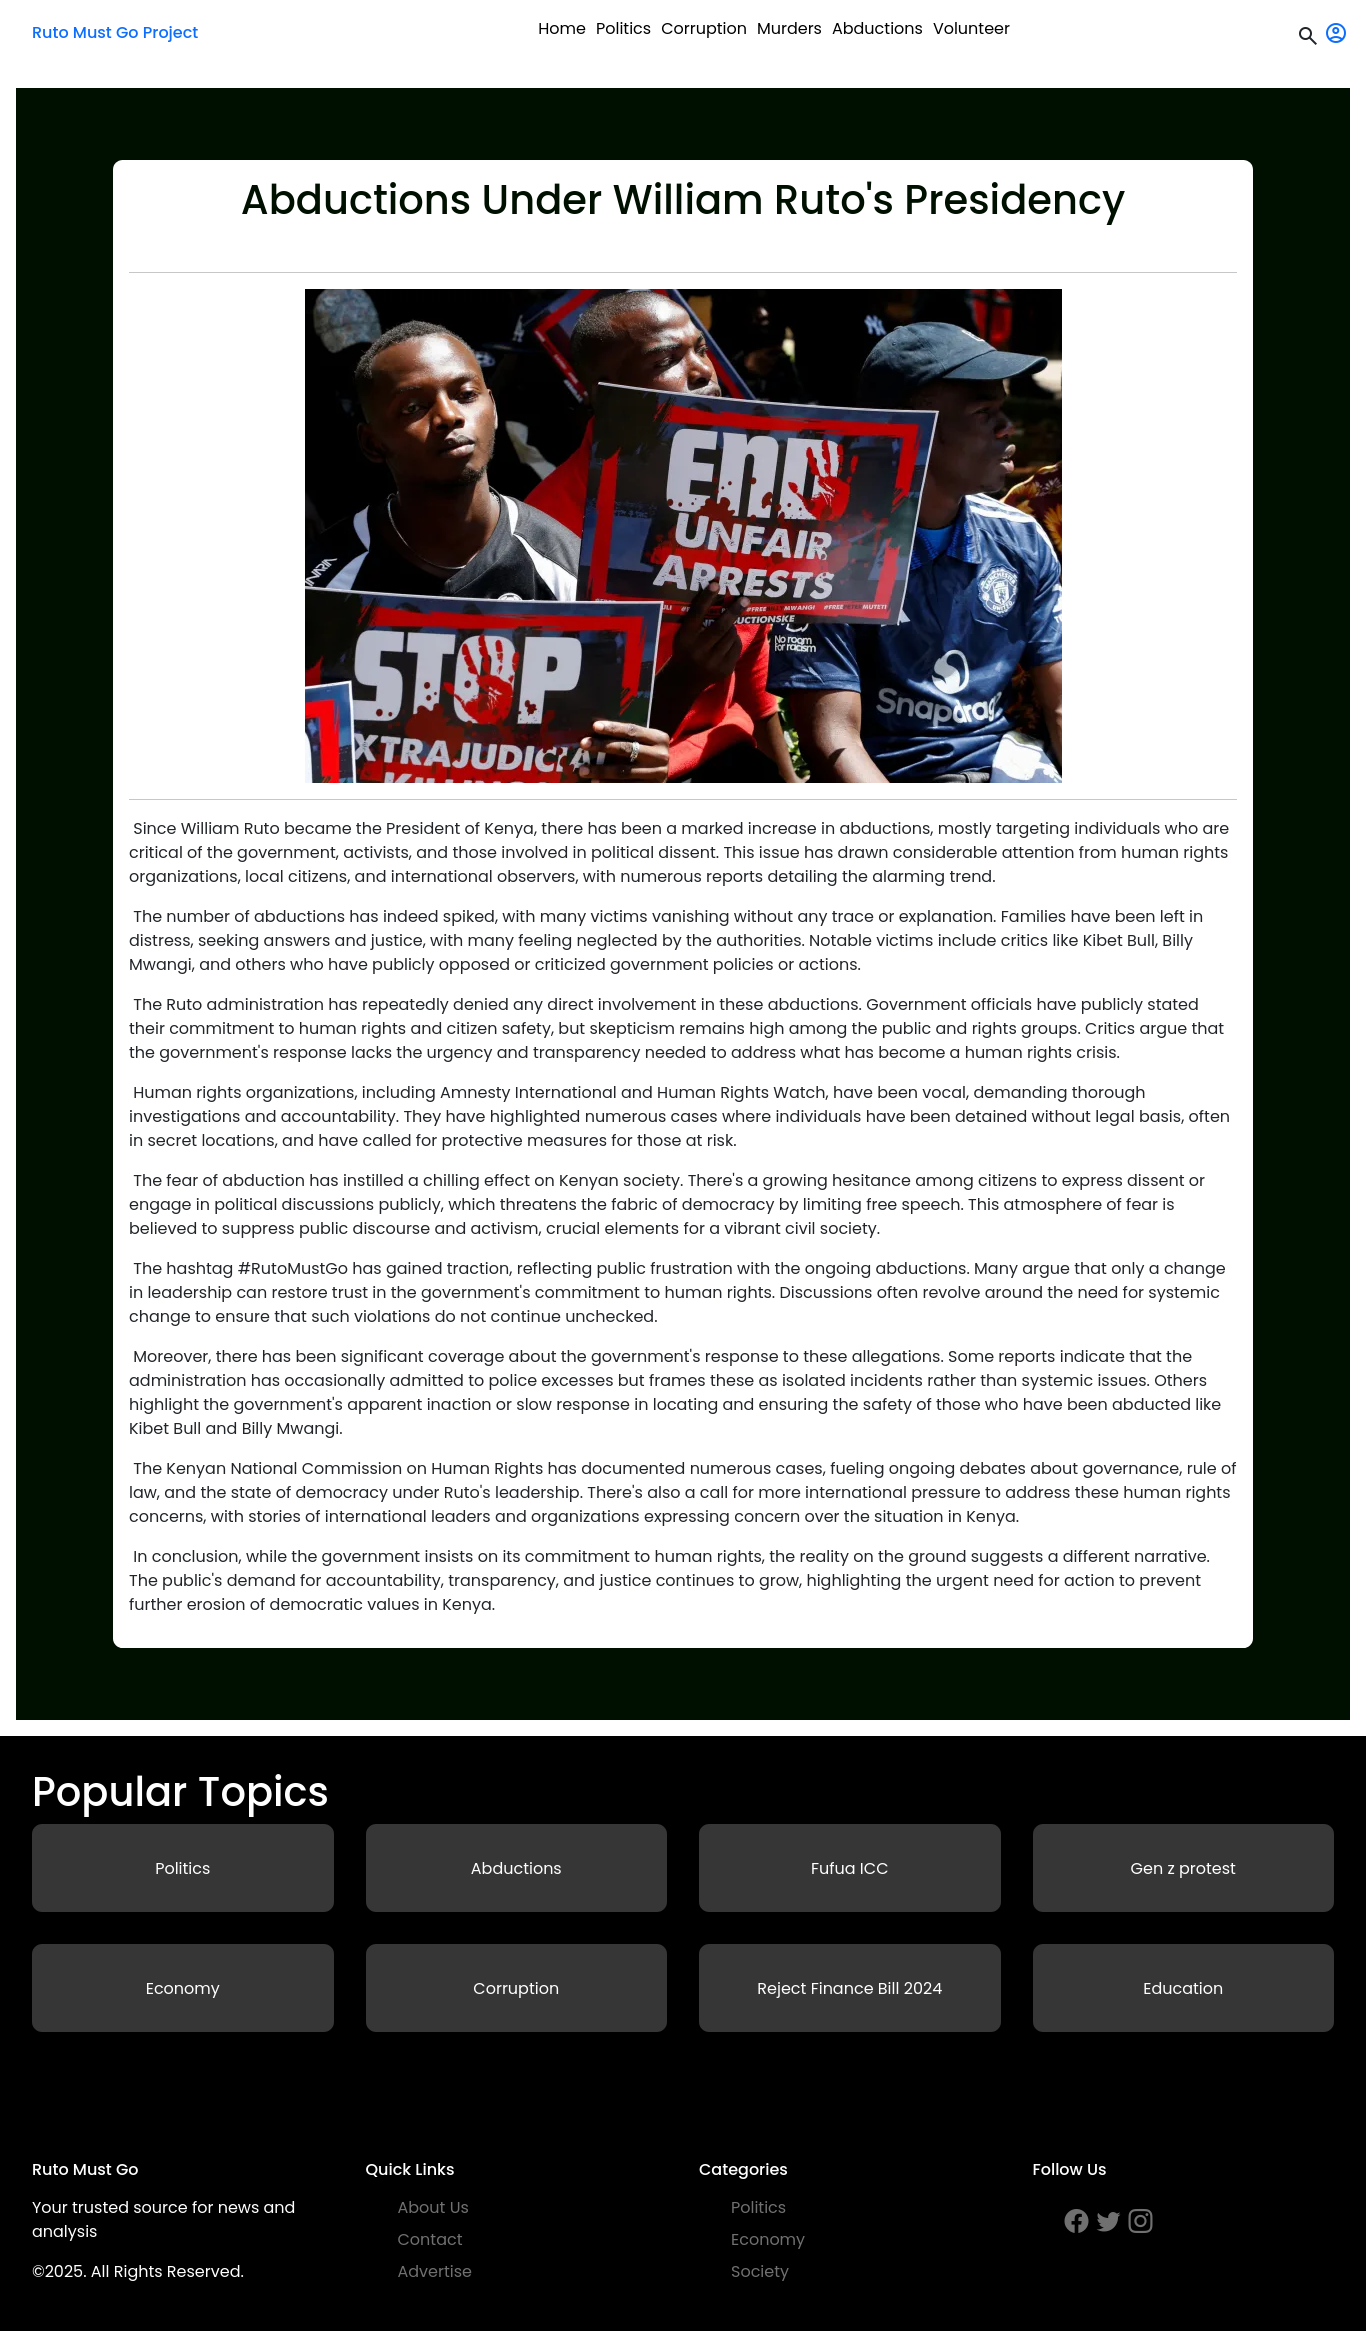 Ruto Must Go Project
Home Politics Corruption Murders Abductions Volunteer
Abductions Under William Ruto's Presidency
END
UNFAIR
ARRESTS
MWANGI #FREE MUTETI
UCTIONSKE
No room
for racism
MANCHESTER
UNITED
Snapdrag
STOP
XTRAJUDICIA
Since William Ruto became the President of Kenya, there has been a marked increase in abductions, mostly targeting individuals who are
critical of the government, activists, and those involved in political dissent. This issue has drawn considerable attention from human rights
organizations, local citizens, and international observers, with numerous reports detailing the alarming trend.
The number of abductions has indeed spiked, with many victims vanishing without any trace or explanation. Families have been left in
distress, seeking answers and justice, with many feeling neglected by the authorities. Notable victims include critics like Kibet Bull, Billy
Mwangi, and others who have publicly opposed or criticized government policies or actions.
The Ruto administration has repeatedly denied any direct involvement in these abductions. Government officials have publicly stated
their commitment to human rights and citizen safety, but skepticism remains high among the public and rights groups. Critics argue that
the government's response lacks the urgency and transparency needed to address what has become a human rights crisis.
Human rights organizations, including Amnesty International and Human Rights Watch, have been vocal, demanding thorough
investigations and accountability. They have highlighted numerous cases where individuals have been detained without legal basis, often
in secret locations, and have called for protective measures for those at risk.
The fear of abduction has instilled a chilling effect on Kenyan society. There's a growing hesitance among citizens to express dissent or
engage in political discussions publicly, which threatens the fabric of democracy by limiting free speech. This atmosphere of fear is
believed to suppress public discourse and activism, crucial elements for a vibrant civil society.
The hashtag #RutoMustGo has gained traction, reflecting public frustration with the ongoing abductions. Many argue that only a change
in leadership can restore trust in the government's commitment to human rights. Discussions often revolve around the need for systemic
change to ensure that such violations do not continue unchecked.
Moreover, there has been significant coverage about the government's response to these allegations. Some reports indicate that the
administration has occasionally admitted to police excesses but frames these as isolated incidents rather than systemic issues. Others
highlight the government's apparent inaction or slow response in locating and ensuring the safety of those who have been abducted like
Kibet Bull and Billy Mwangi.
The Kenyan National Commission on Human Rights has documented numerous cases, fueling ongoing debates about governance, rule of
law, and the state of democracy under Ruto's leadership. There's also a call for more international pressure to address these human rights
concerns, with stories of international leaders and organizations expressing concern over the situation in Kenya.
In conclusion, while the government insists on its commitment to human rights, the reality on the ground suggests a different narrative.
The public's demand for accountability, transparency, and justice continues to grow, highlighting the urgent need for action to prevent
further erosion of democratic values in Kenya.
Popular Topics
Politics
Abductions
Fufua ICC
Gen z protest
Economy
Corruption
Reject Finance Bill 2024
Education
Ruto Must Go
Your trusted source for news and
analysis
©2025. All Rights Reserved.
Quick Links
About Us
Contact
Advertise
Categories
Politics
Economy
Society
Follow Us